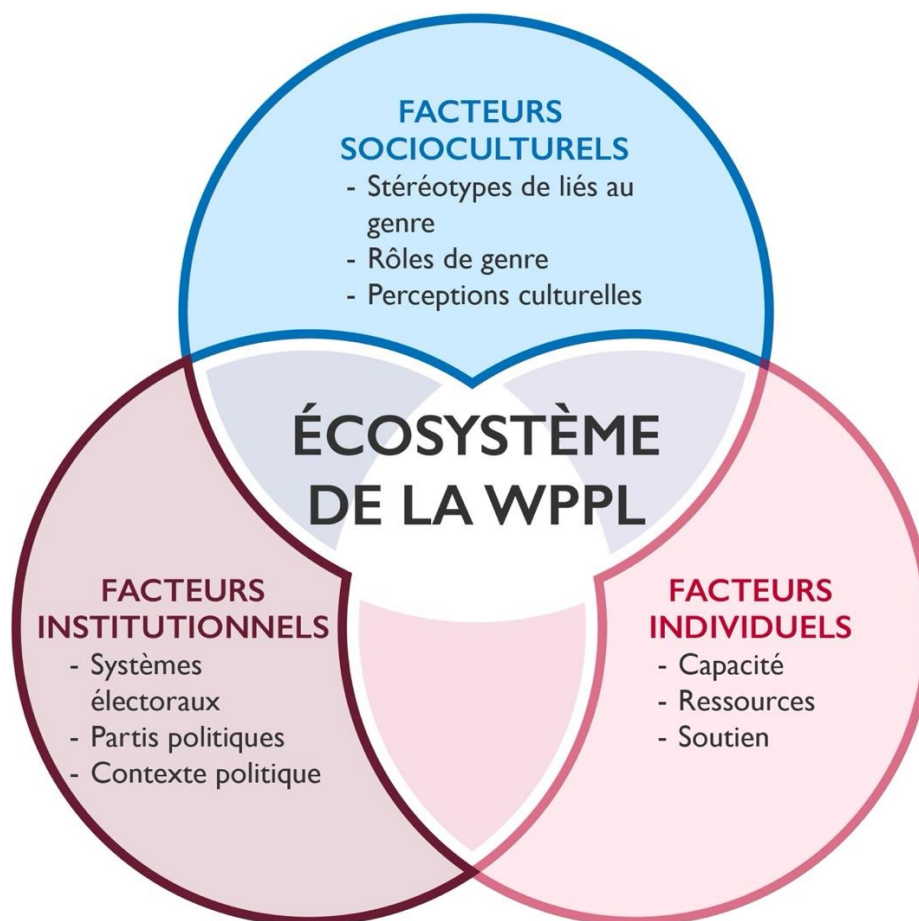 FACTEURS
SOCIOCULTURELS
- Stéréotypes de liés au
genre
- Rôles de genre
- Perceptions culturelles
ÉCOSYSTÈME
DE LA WPPL
FACTEURS
INSTITUTIONNELS
- Systèmes
électoraux
- Partis politiques
- Contexte politique
FACTEURS
INDIVIDUELS
- Capacité
- Ressources
- Soutien